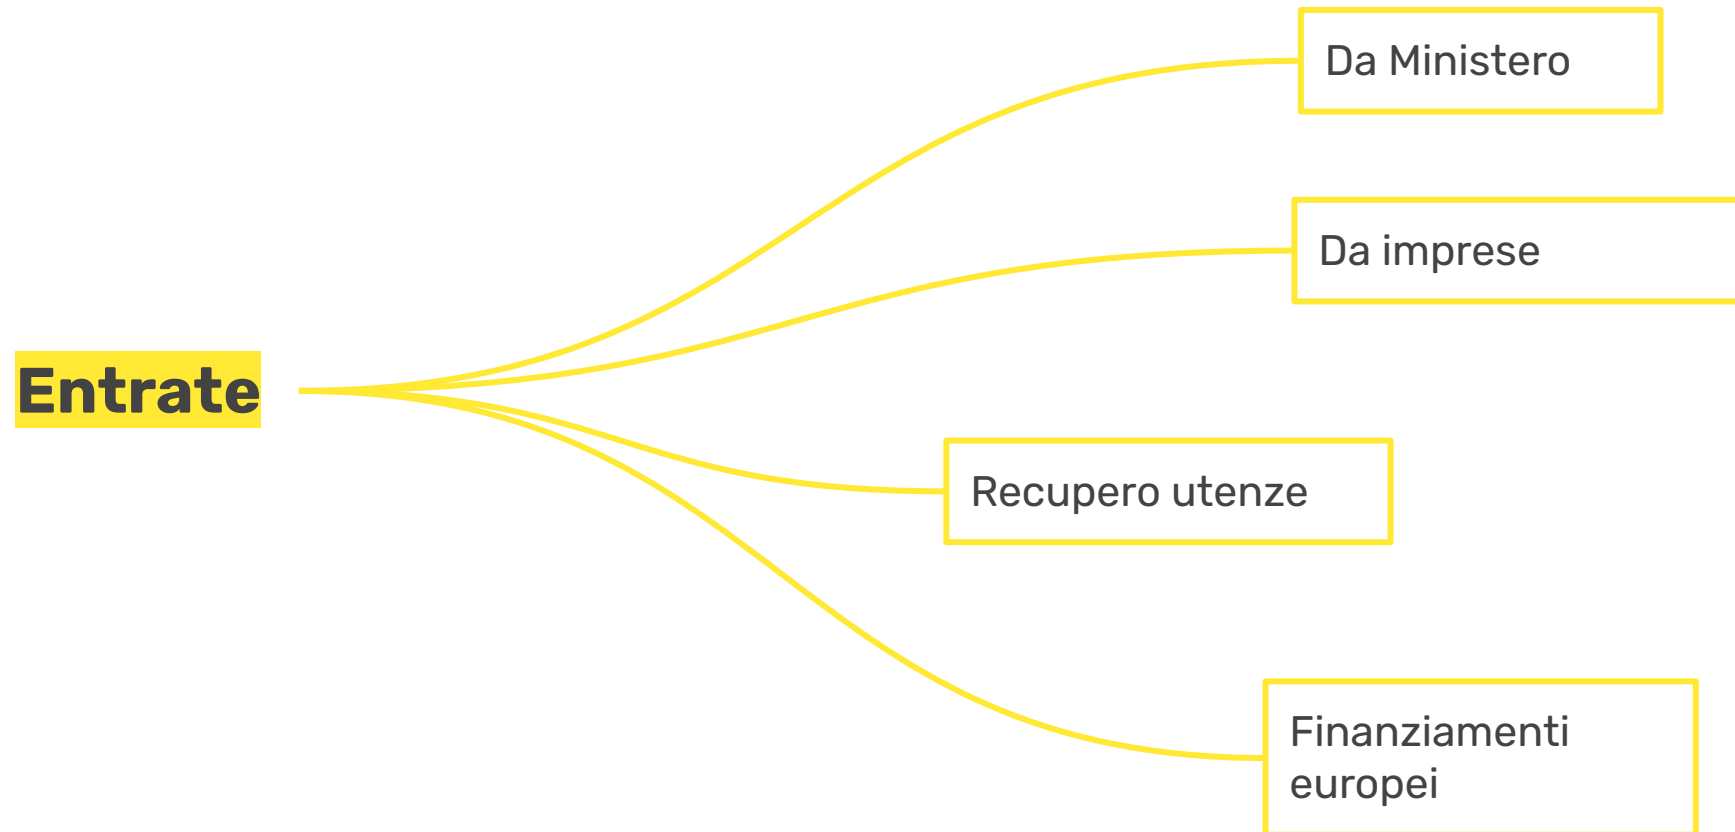 Da Ministero
Da imprese
Entrate
Recupero utenze
Finanziamenti
europei